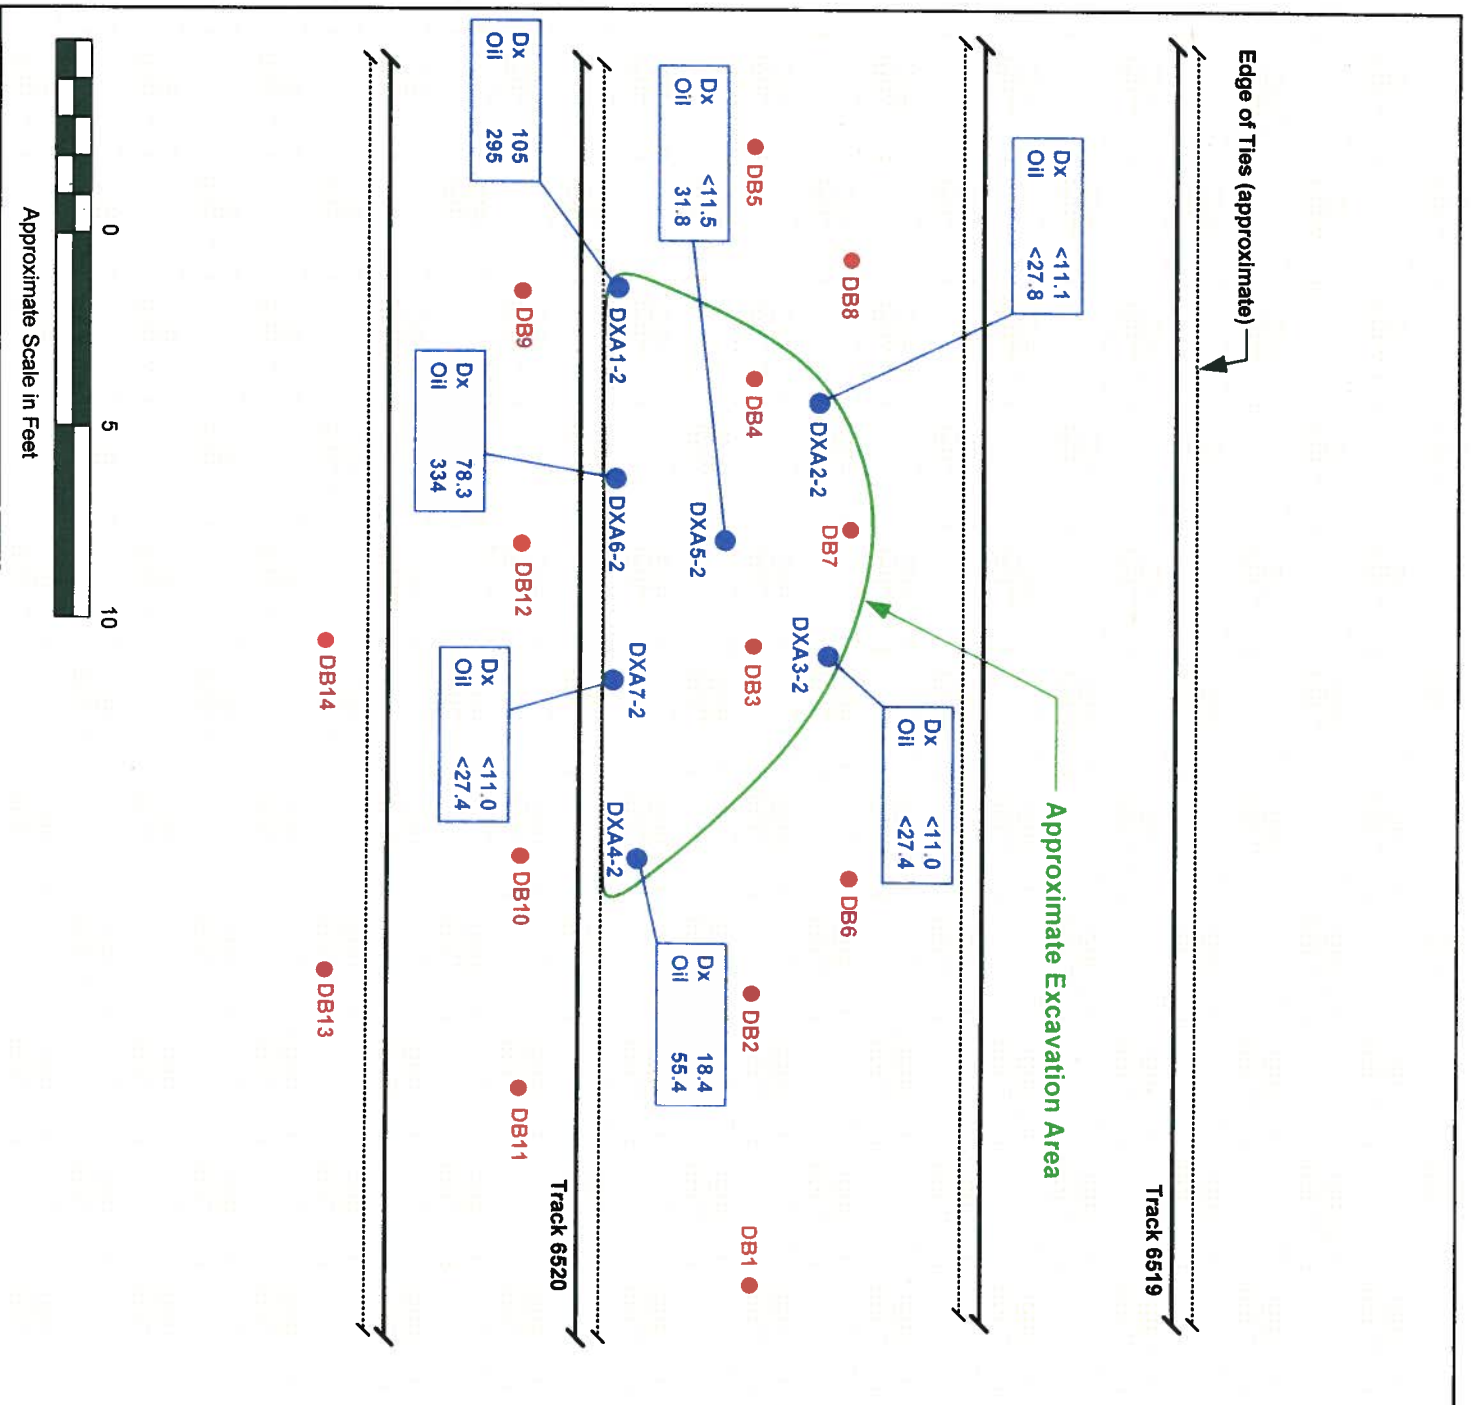 Edge of Ties (approximate)
Track 6519
Dx <11.1
Oil <27.8
Approximate Excavation Area
Dx <11.0
Oil <27.4
DB8
DXA2-2
DB7
DXA3-2
DB6
DB5
DB4
DB3
DB2
DB1
Dx <11.5
Oil 31.8
DXA5-2
Dx 18.4
Oil 55.4
DXA1-2
DXA6-2
DXA7-2
DXA4-2
Track 6520
Dx 105
Oil 295
DB9
DB12
DB10
DB11
Dx 78.3
Oil 334
Dx <11.0
Oil <27.4
DB14
DB13
0 5 10
Approximate Scale in Feet